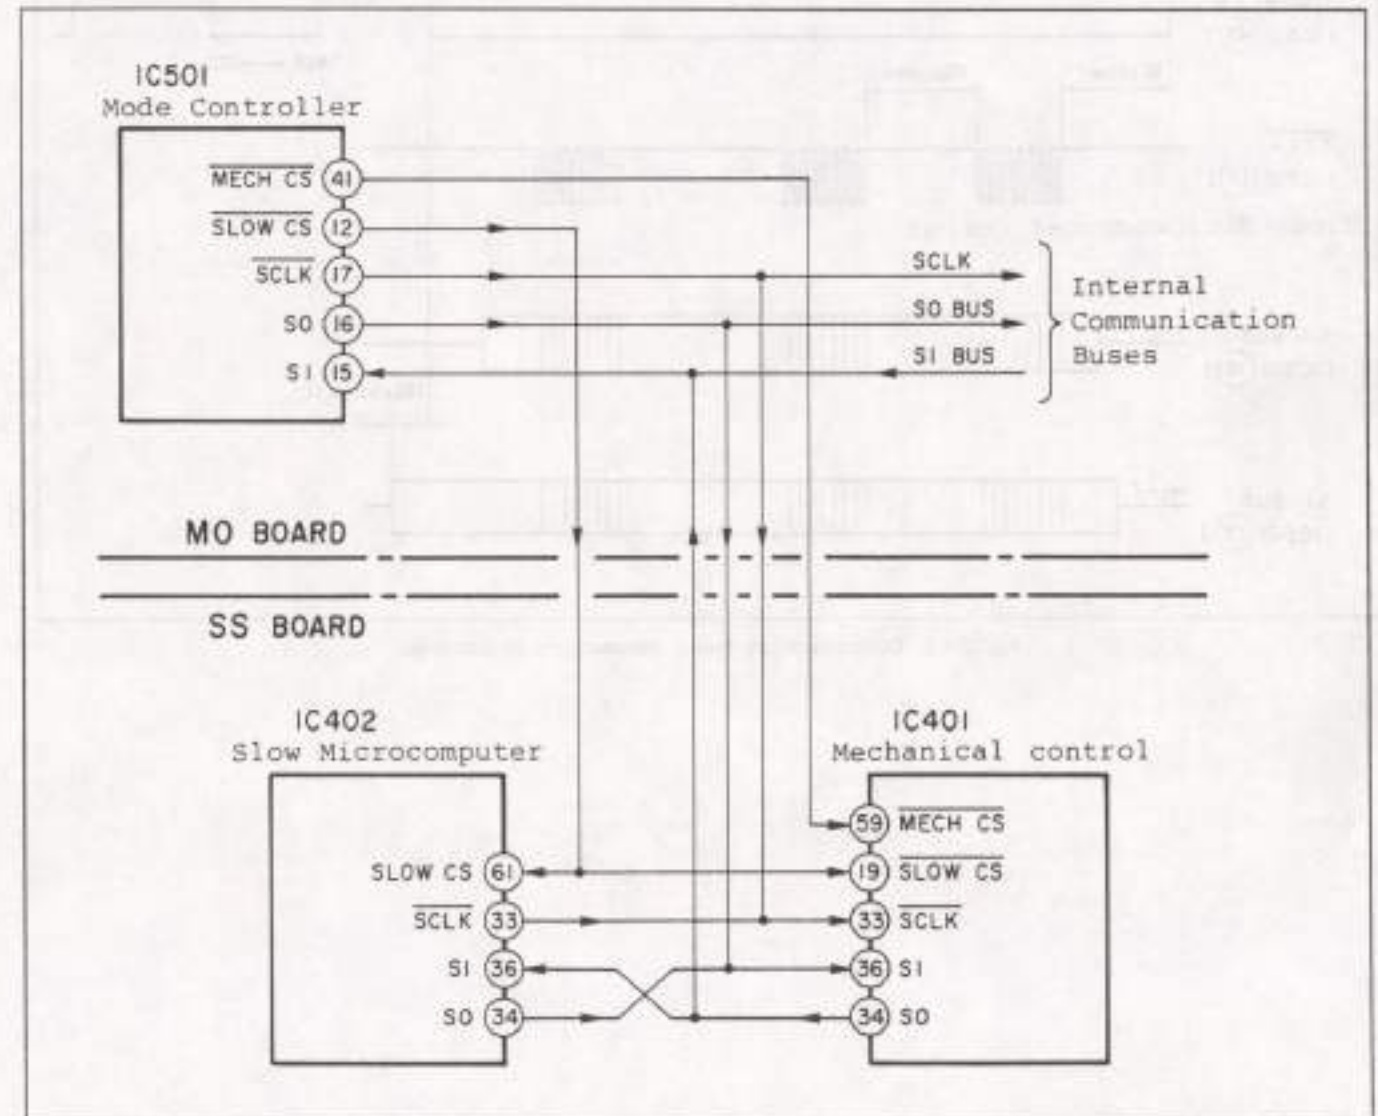 IC501
Mode Controller
MECH CS 41
SLOW CS 12
SCLK 17
SO 16
SI 15
SCLK
SO BUS
SI BUS
Internal
Communication
Buses
MO BOARD
SS BOARD
IC402
Slow Microcomputer
SLOW CS 61
SCLK 33
SI 36
SO 34
IC401
Mechanical control
59 MECH CS
19 SLOW CS
33 SCLK
36 SI
34 SO